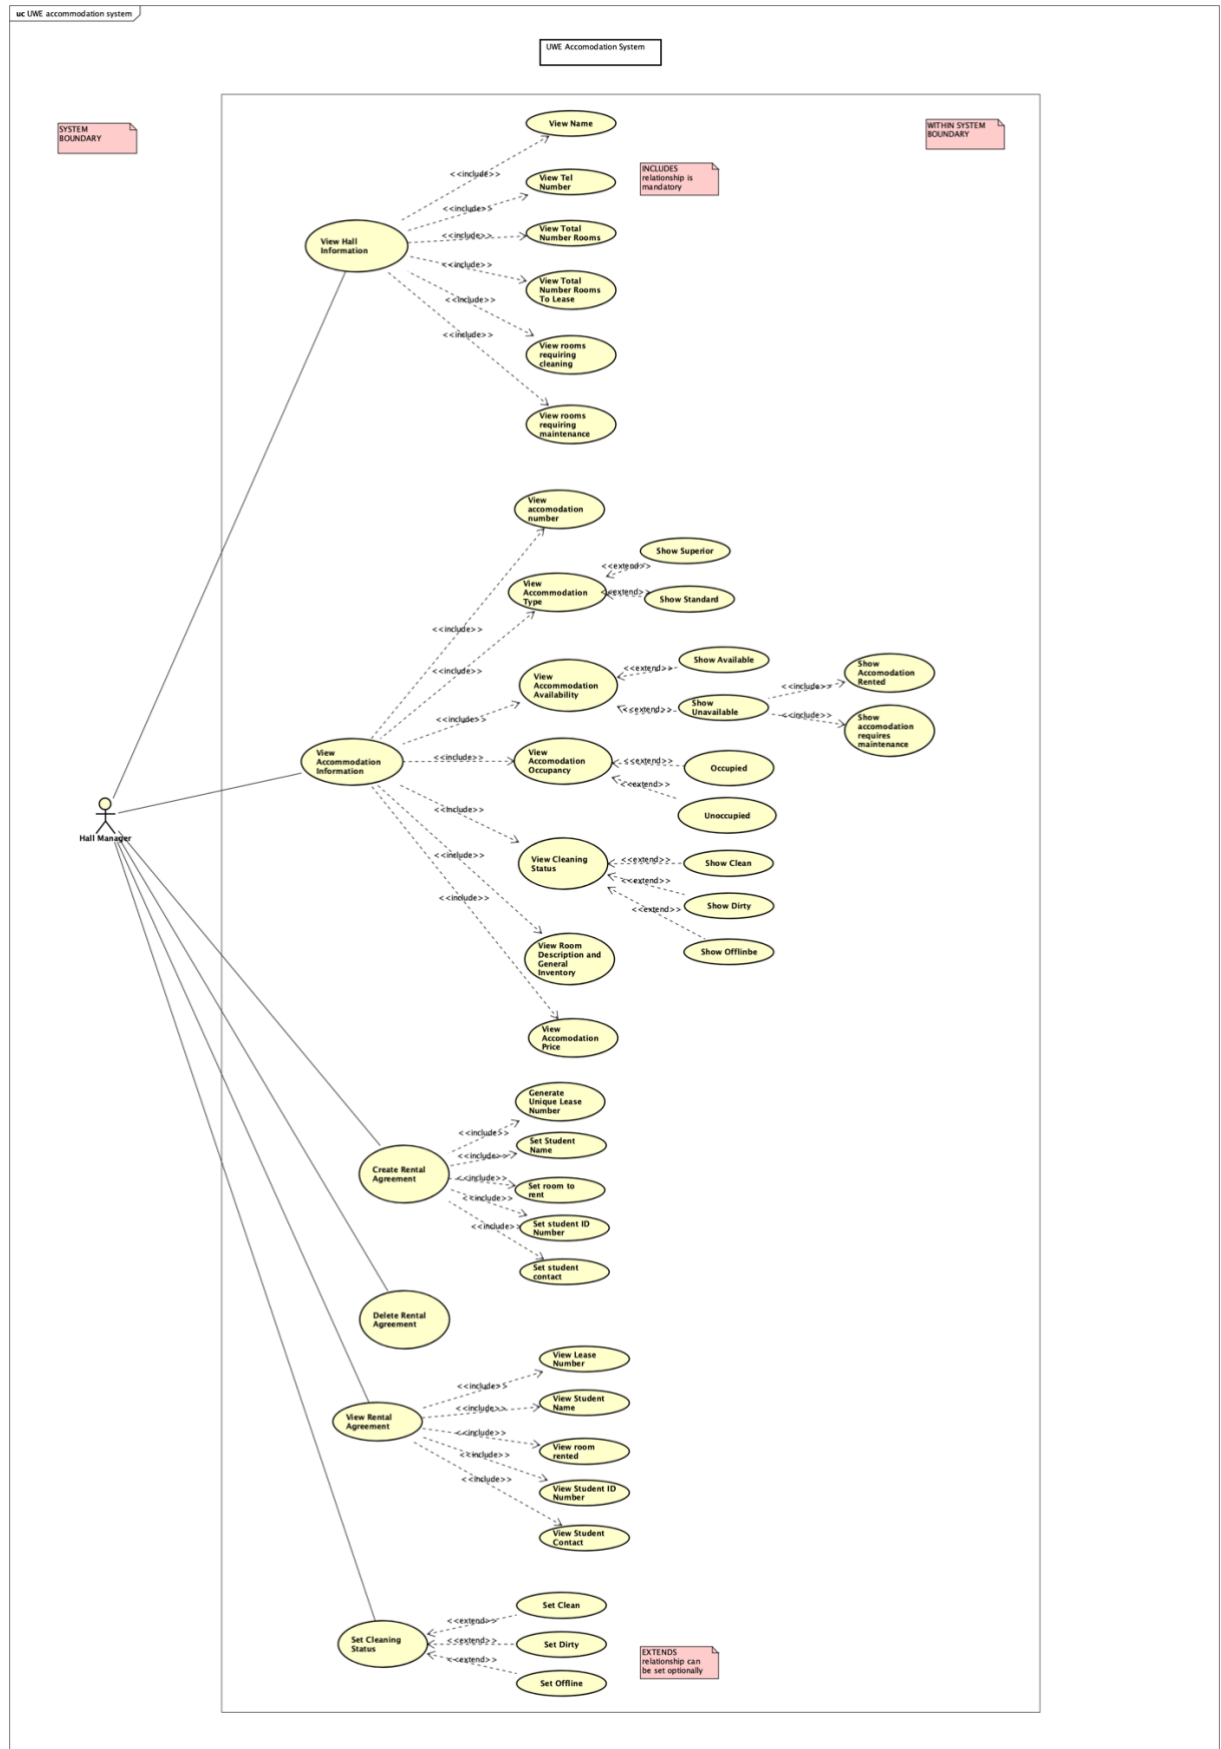 uc UWE accommodation system
UWE Accomodation System
SYSTEM
BOUNDARY
WITHIN SYSTEM
BOUNDARY
View Name
<<include>>
INCLUDES
relationship is
mandatory
View Tel
Number
<<include>>
View Hall
Information
View Total
Number Rooms
<<include>>
<<include>>
View Total
Number Rooms
To Lease
<<include>>
<<include>>
View rooms
requiring
cleaning
View rooms
requiring
maintenance
View
accomodation
number
Show Superior
<<extend>>
View
Accommodation
Type
<<extend>>
Show Standard
<<include>>
<<include>>
Show Available
<<extend>>
View
Accommodation
Availability
<<include>>
Show
Accomodation
Rented
<<extend>>
Show
Unavailable
<<include>>
Show
accomodation
requires
maintenance
<<include>>
View
Accommodation
Information
<<include>>
View
Accomodation
Occupancy
<<extend>>
Occupied
<<extend>>
Unoccupied
Hall Manager
<<include>>
<<include>>
View Cleaning
Status
<<extend>>
Show Clean
<<extend>>
<<include>>
Show Dirty
<<extend>>
Show Offlinbe
View Room
Description and
General
Inventory
View
Accomodation
Price
Generate
Unique Lease
Number
<<include>>
Set Student
Name
<<include>>
Create Rental
Agreement
<<include>>
Set room to
rent
<<include>>
<<include>>
Set student ID
Number
Set student
contact
Delete Rental
Agreement
View Lease
Number
<<include>>
View Student
Name
<<include>>
View Rental
Agreement
<<include>>
View room
rented
<<include>>
<<include>>
View Student ID
Number
View Student
Contact
Set Clean
<<extend>>
Set Cleaning
Status
<<extend>>
Set Dirty
<<extend>>
Set Offline
EXTENDS
relationship can
be set optionally